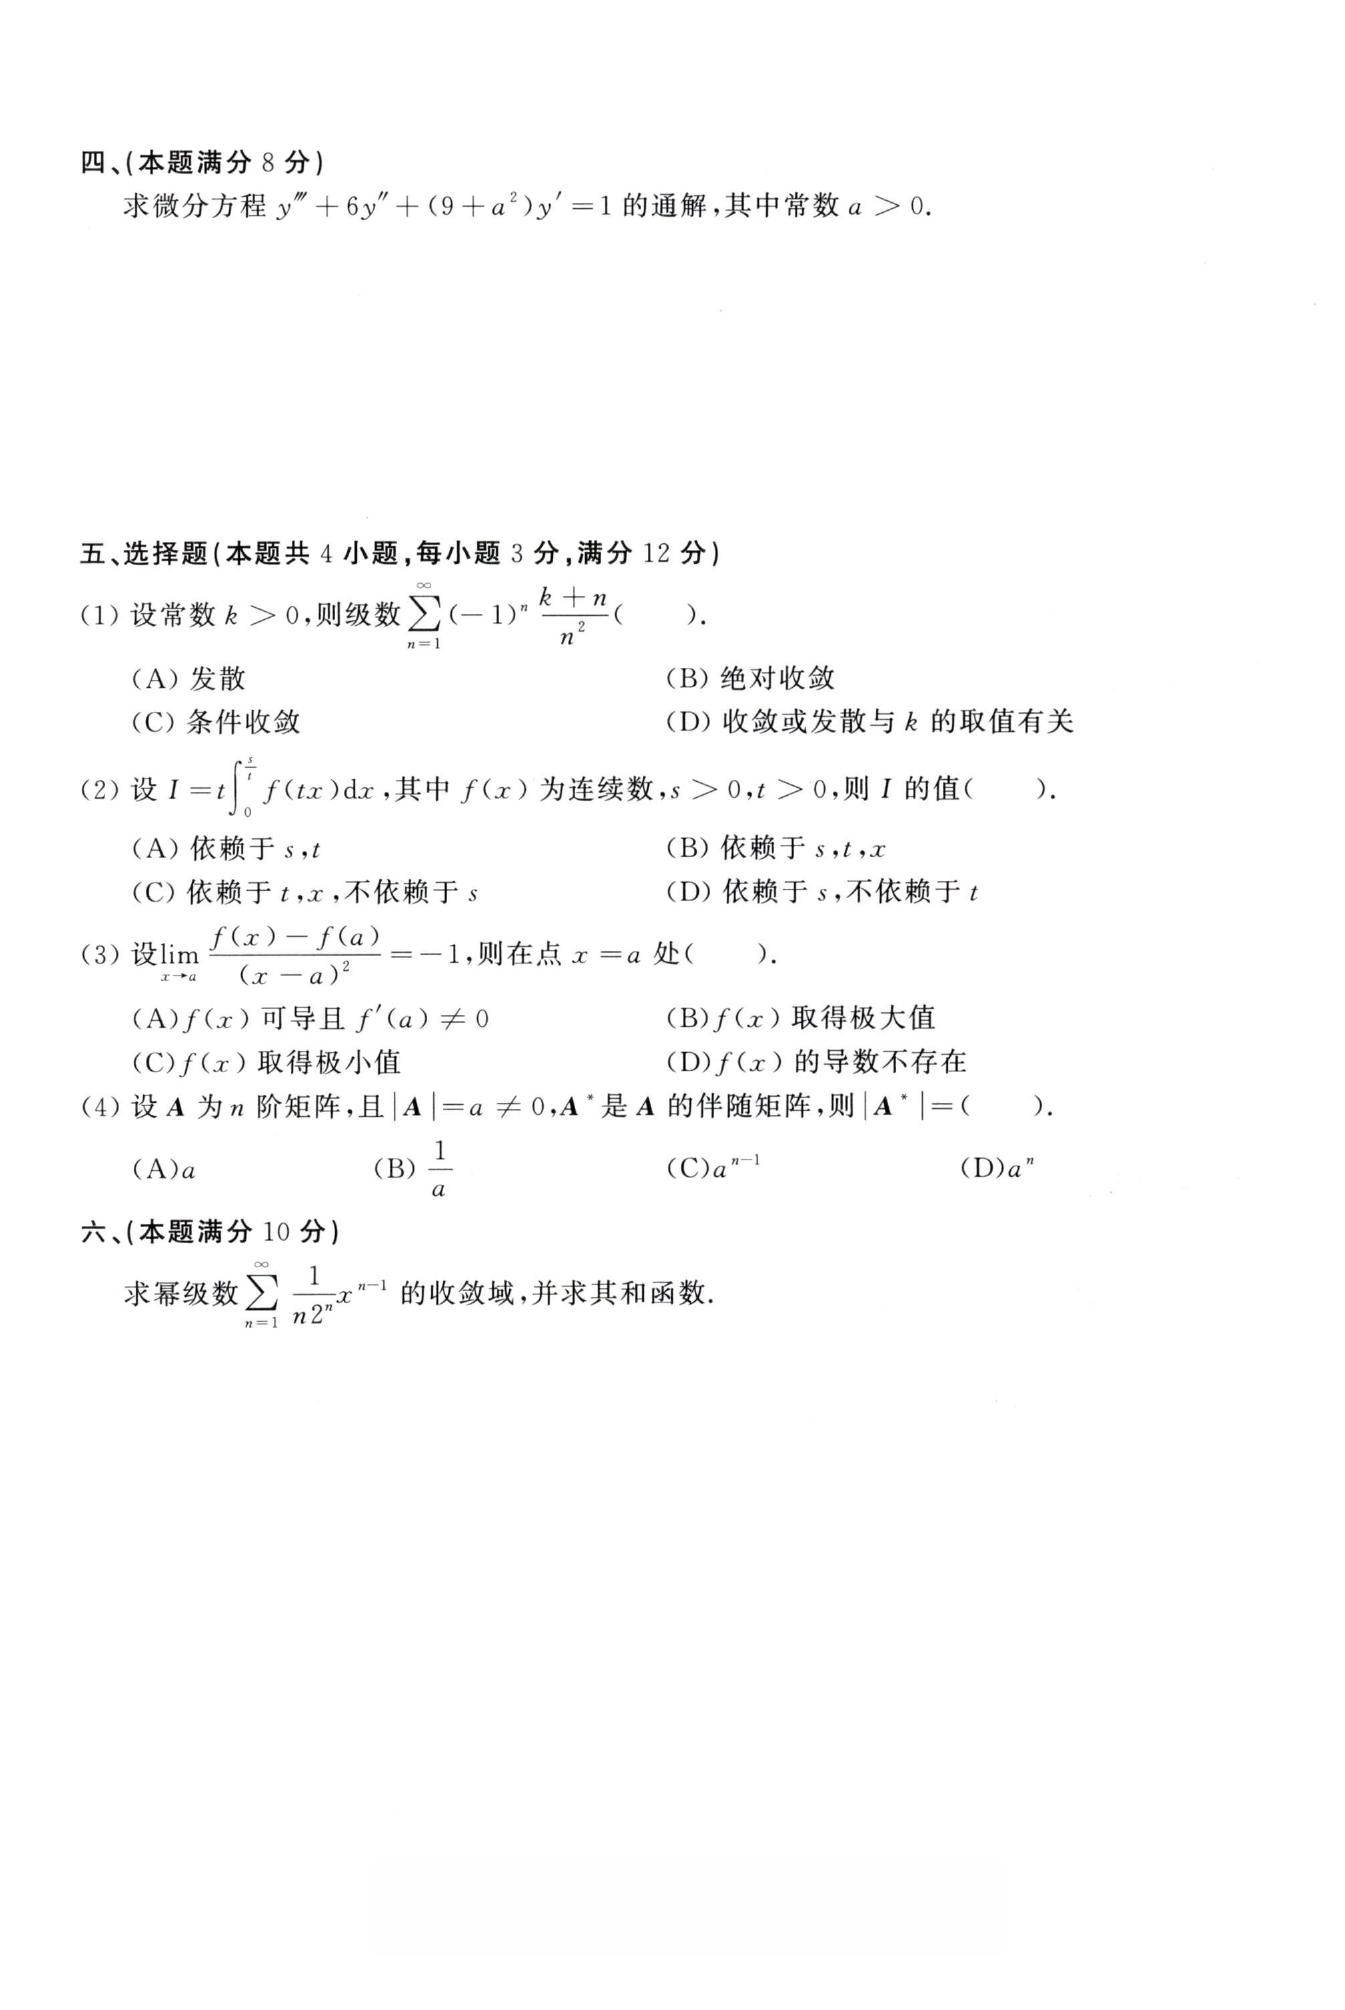 四、(本题满分 8 分)
求微分方程 y‴+6y″+(9+a²)y′=1 的通解,其中常数 a>0.
五、选择题(本题共 4 小题,每小题 3 分,满分 12 分)
(1) 设常数 k>0,则级数 $\sum_{n=1}^{\infty}(-1)^n\frac{k+n}{n^2}$(    ).
(A) 发散 (B) 绝对收敛
(C) 条件收敛 (D) 收敛或发散与 k 的取值有关
(2) 设 $I=t\int_0^{\frac{s}{t}}f(tx)\mathrm{d}x$,其中 f(x) 为连续数,s>0,t>0,则 I 的值(    ).
(A) 依赖于 s,t (B) 依赖于 s,t,x
(C) 依赖于 t,x,不依赖于 s (D) 依赖于 s,不依赖于 t
(3) 设$\lim_{x\to a}\frac{f(x)-f(a)}{(x-a)^2}=-1$,则在点 x=a 处(    ).
(A)f(x) 可导且 f′(a)≠0 (B)f(x) 取得极大值
(C)f(x) 取得极小值 (D)f(x) 的导数不存在
(4) 设 A 为 n 阶矩阵,且|A|=a≠0,A*是 A 的伴随矩阵,则|A*|=(    ).
(A)a (B)$\frac{1}{a}$ (C)$a^{n-1}$ (D)$a^n$
六、(本题满分 10 分)
求幂级数$\sum_{n=1}^{\infty}\frac{1}{n2^n}x^{n-1}$ 的收敛域,并求其和函数.